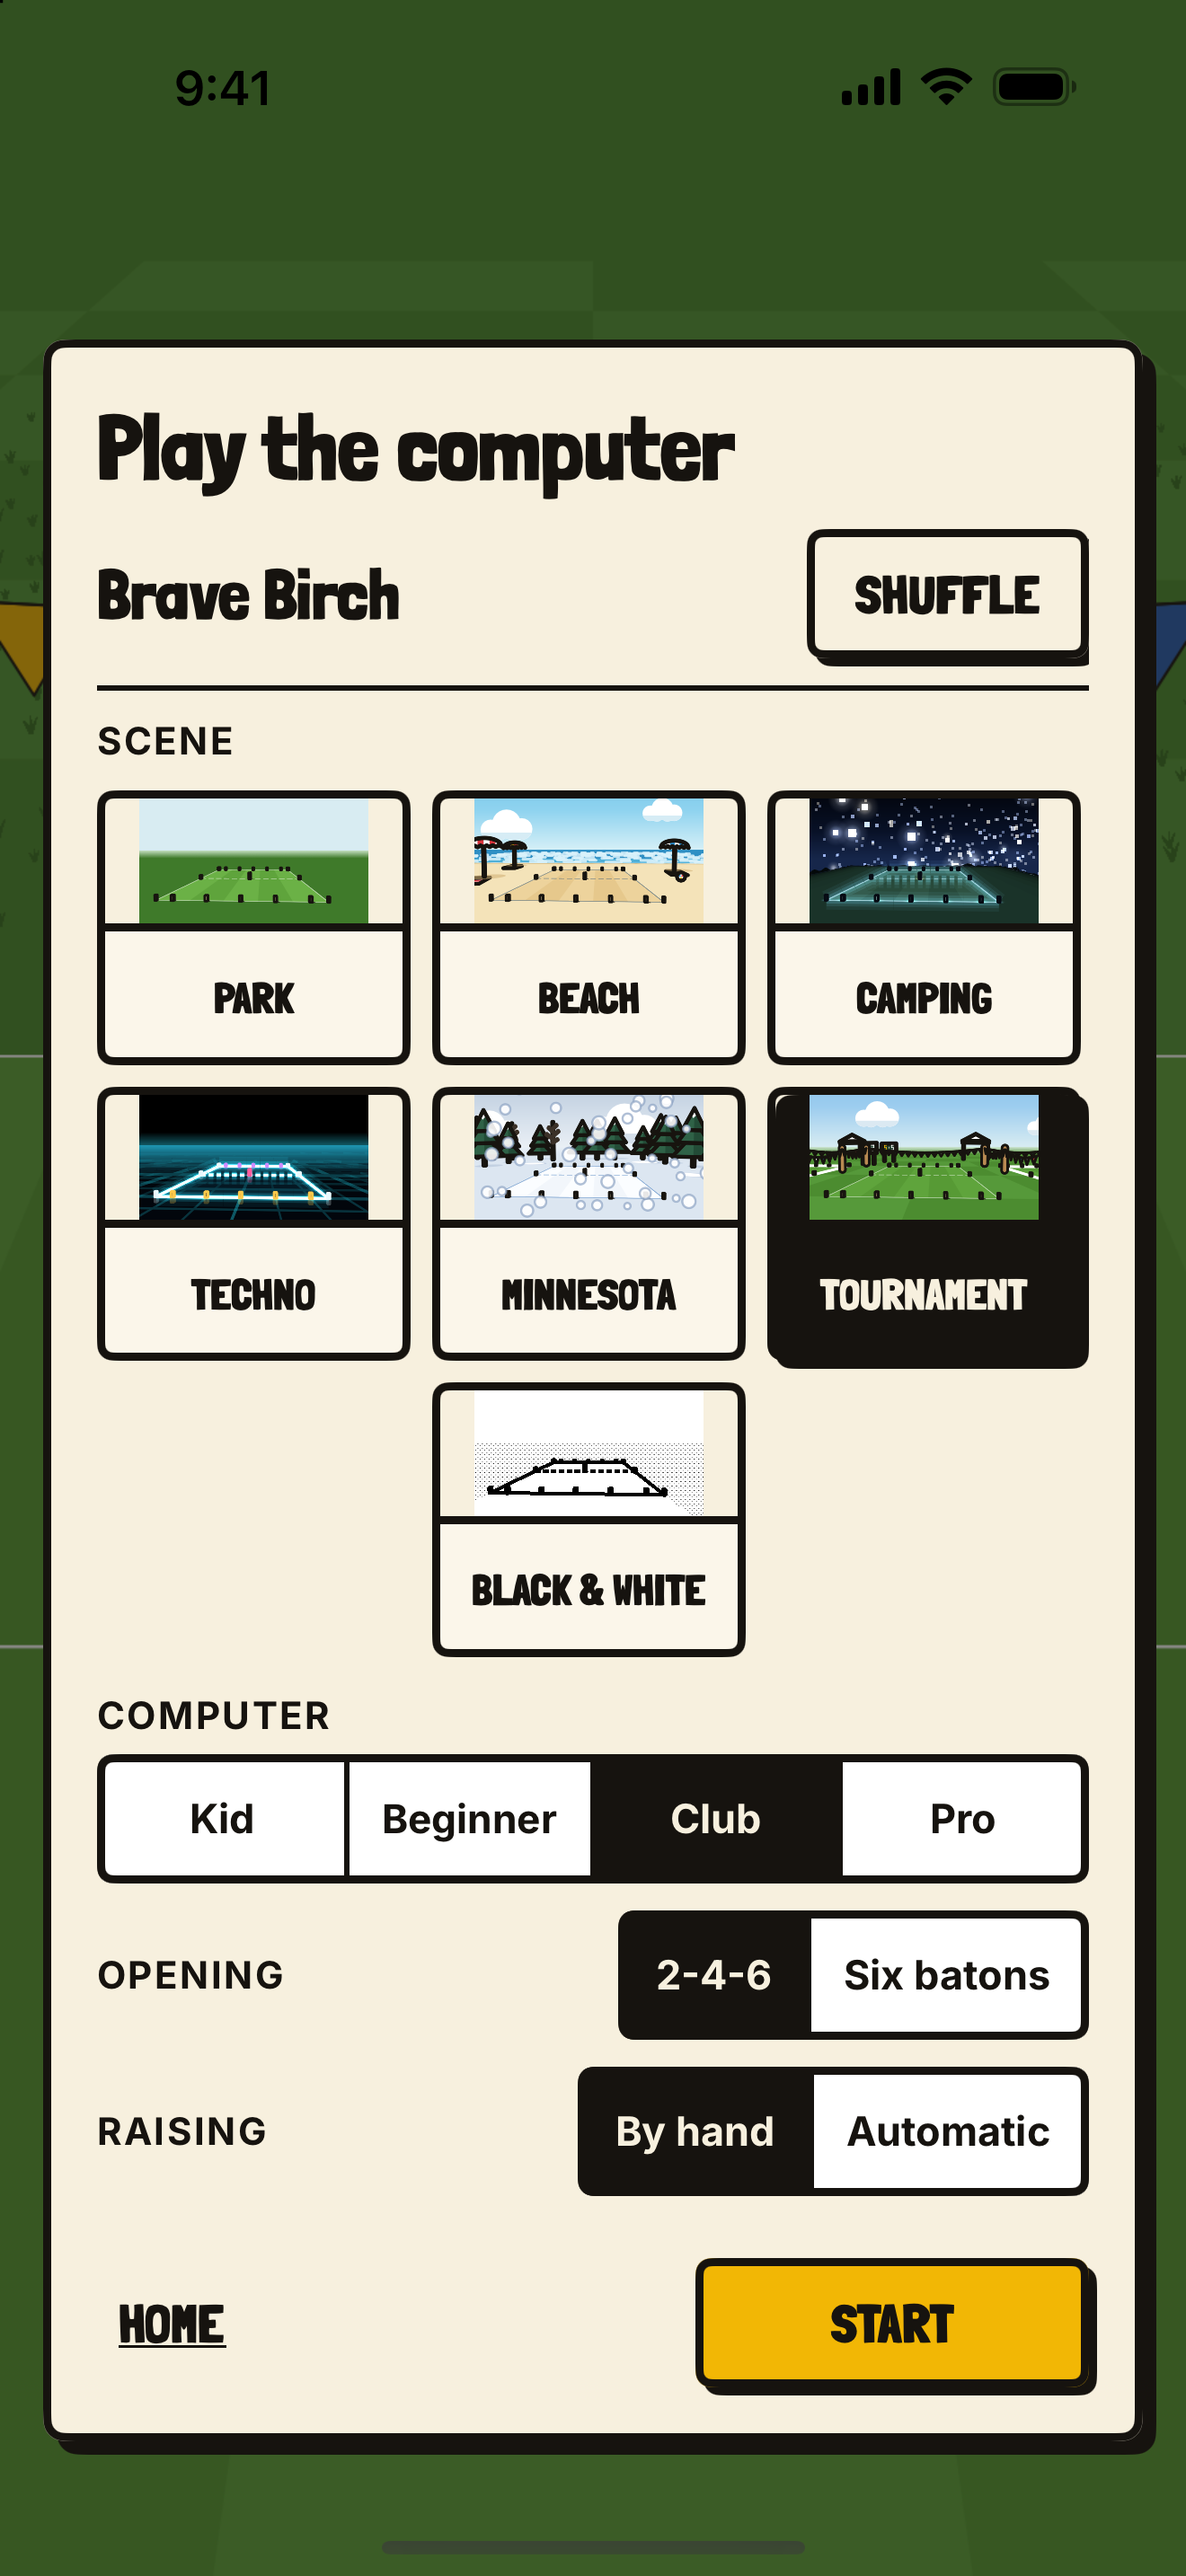 9:41
Play the computer
Brave Birch
SHUFFLE
SCENE
PARK
BEACH
CAMPING
TECHNO
MINNESOTA
TOURNAMENT
BLACK & WHITE
COMPUTER
Kid
Beginner
Club
Pro
OPENING
2-4-6
Six batons
RAISING
By hand
Automatic
HOME
START